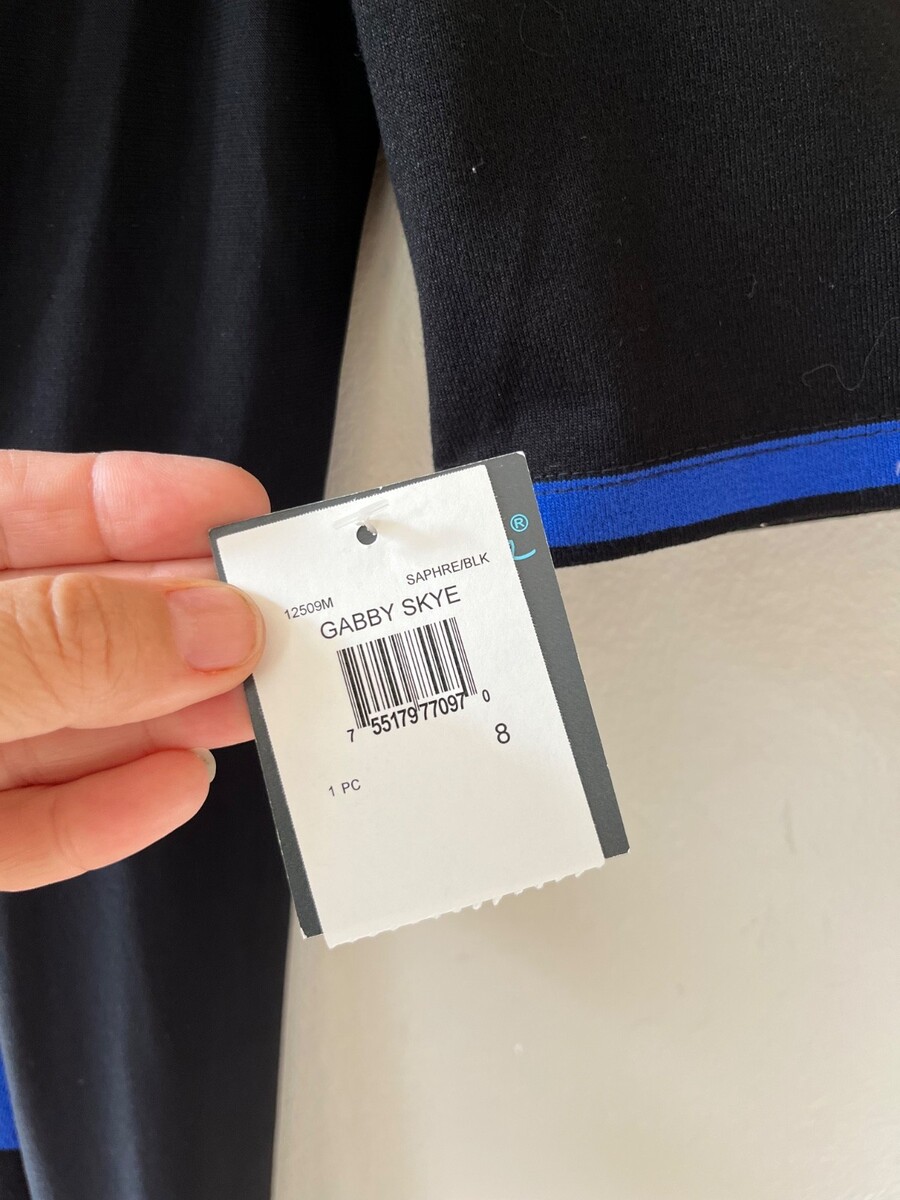 SAPHRE/BLK
12509M
GABBY SKYE
7 55179 77097 0
8
1 PC
®